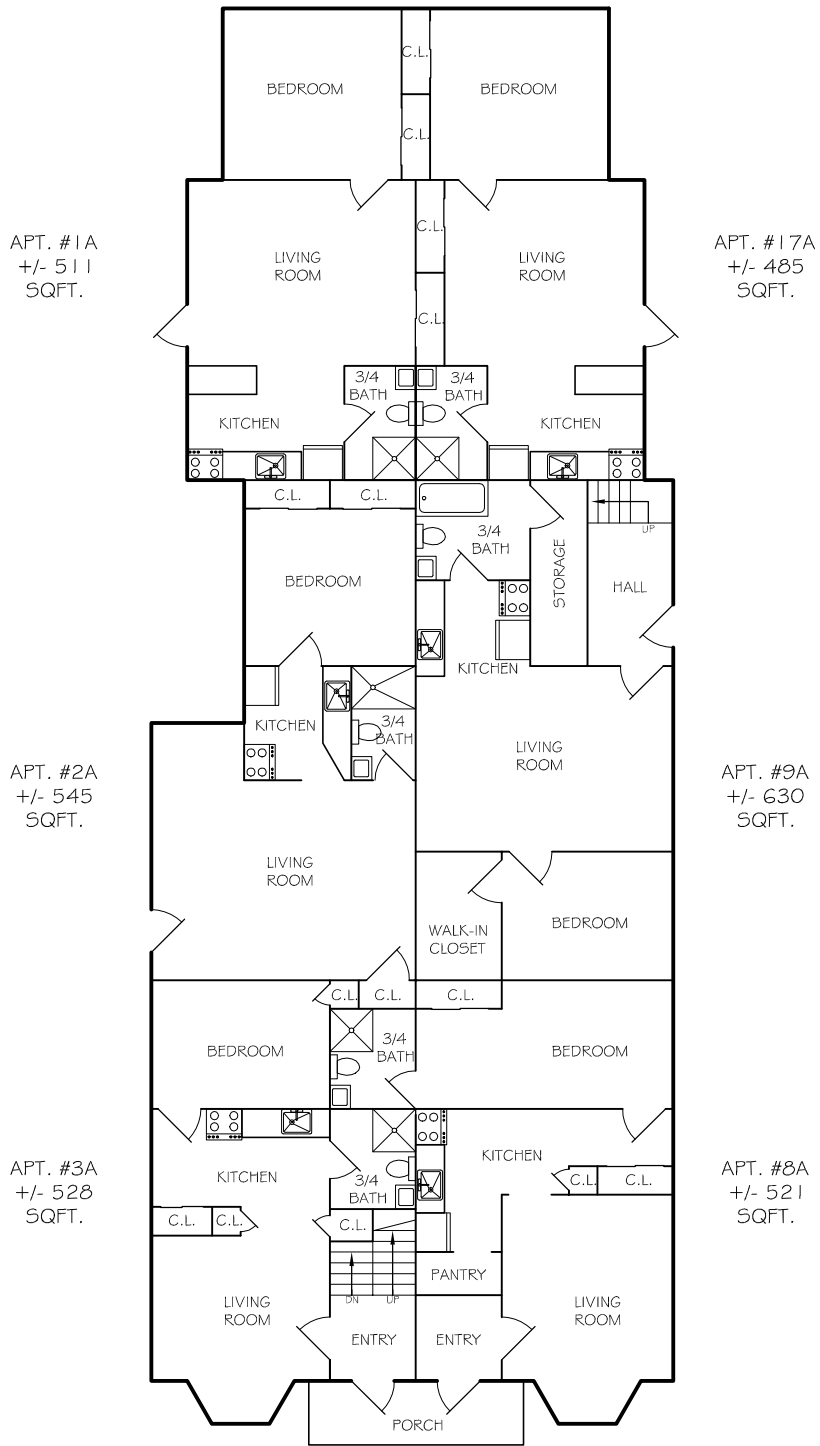 C.L.
BEDROOM
BEDROOM
C.L.
C.L.
APT. #1A
+/- 511
SQFT.
LIVING
ROOM
LIVING
ROOM
APT. #17A
+/- 485
SQFT.
C.L.
3/4
BATH
3/4
BATH
KITCHEN
KITCHEN
C.L.
C.L.
UP
3/4
BATH
STORAGE
BEDROOM
HALL
KITCHEN
KITCHEN
3/4
BATH
LIVING
ROOM
APT. #2A
+/- 545
SQFT.
APT. #9A
+/- 630
SQFT.
LIVING
ROOM
WALK-IN
CLOSET
BEDROOM
C.L.
C.L.
C.L.
BEDROOM
3/4
BATH
BEDROOM
APT. #3A
+/- 528
SQFT.
KITCHEN
3/4
BATH
KITCHEN
C.L.
C.L.
APT. #8A
+/- 521
SQFT.
C.L.
C.L.
C.L.
PANTRY
DN
UP
LIVING
ROOM
LIVING
ROOM
ENTRY
ENTRY
PORCH